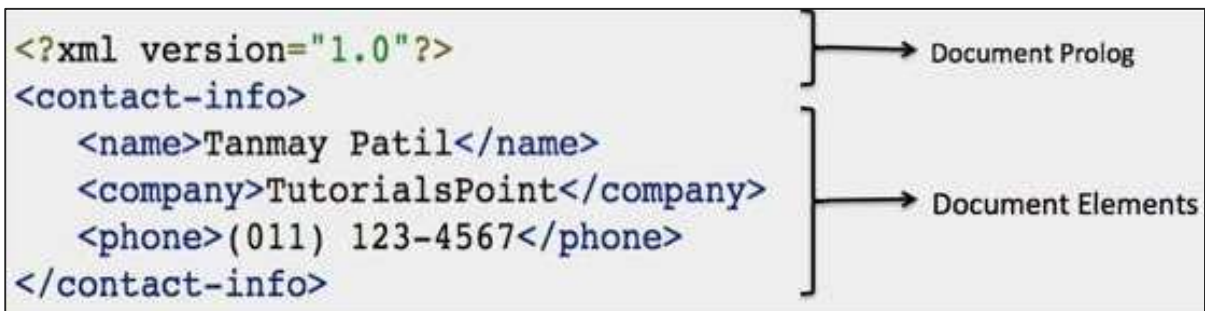 <?xml version="1.0"?>
<contact-info>
<name>Tanmay Patil</name>
<company>TutorialsPoint</company>
<phone>(011) 123-4567</phone>
</contact-info>
Document Prolog
Document Elements